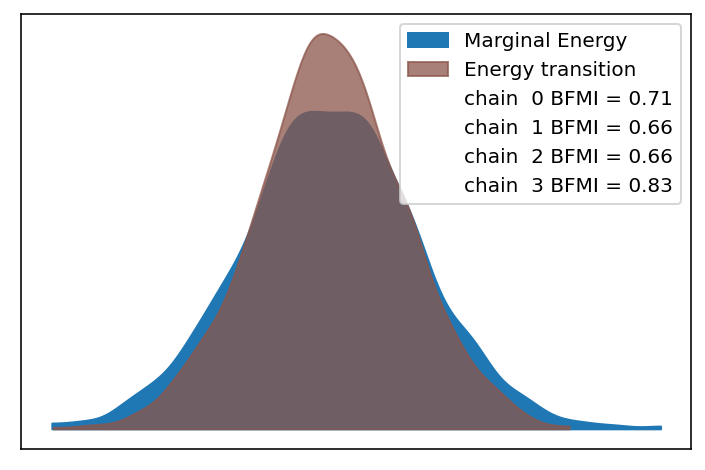 Marginal Energy
Energy transition
chain  0 BFMI = 0.71
chain  1 BFMI = 0.66
chain  2 BFMI = 0.66
chain  3 BFMI = 0.83